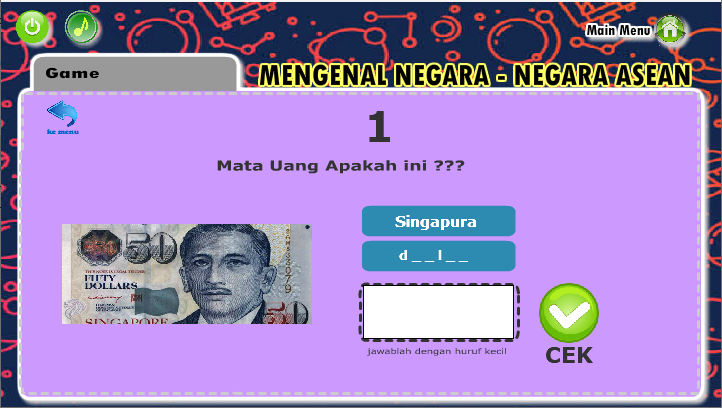 Main Menu
Game
MENGENAL NEGARA - NEGARA ASEAN
ke menu
1
Mata Uang Apakah ini ???
Singapura
d _ _ l _ _
50
FIFTY
DOLLARS
SINGAPORE
50
jawablah dengan huruf kecil
CEK